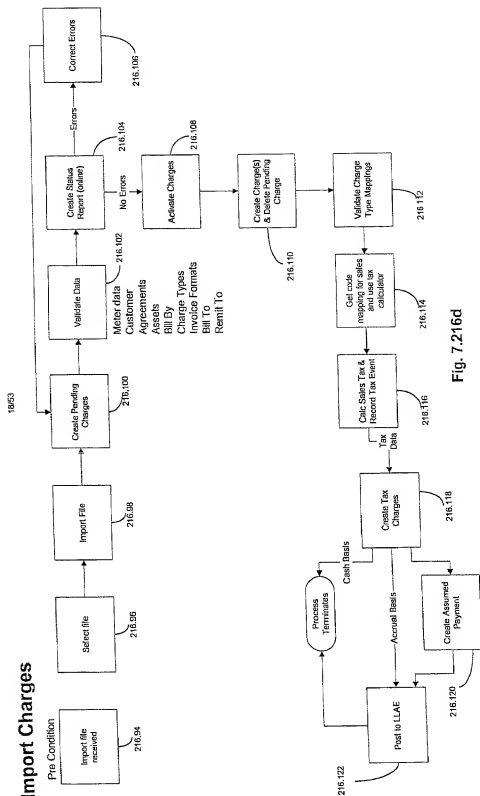 18/53
Import Charges
Pre Condition
Import file
received
216.94
Select file
216.96
Import File
216.98
Create Pending
Charges
216.100
Validate Data
216.102
Meter data
Customer
Agreements
Assets
Bill By
Charge Types
Invoice Formats
Bill To
Remit To
Create Status
Report (online)
216.104
Errors
Correct Errors
216.106
No Errors
Activate Charges
216.108
Create Charge(s)
& Delete Pending
Charge
216.110
Validate Charge
Type Mappings
216.112
Get code
mapping for sales
and use tax
calculator
216.114
Calc Sales Tax &
Record Tax Event
216.116
Tax
Data
Create Tax
Charges
216.118
Cash Basis
Process
Terminates
Accrual Basis
Create Assumed
Payment
216.120
Post to LLAE
216.122
Fig. 7.216d